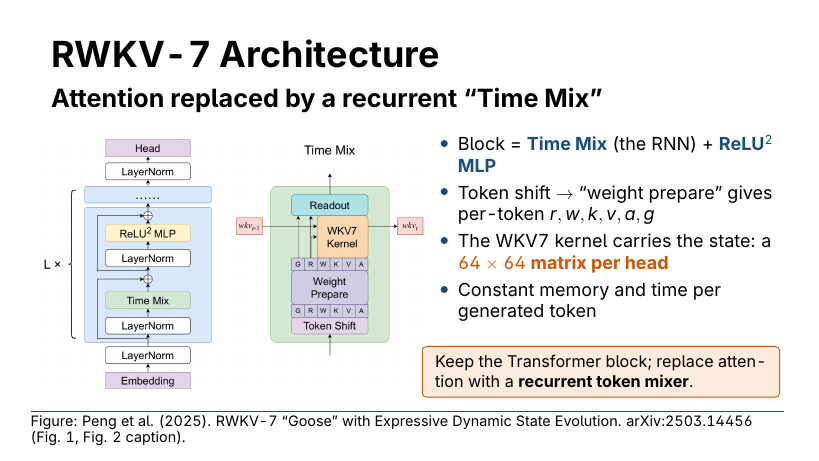 RWKV-7 Architecture
Attention replaced by a recurrent “Time Mix”
Head
LayerNorm
......
ReLU² MLP
LayerNorm
L ×
Time Mix
LayerNorm
LayerNorm
Embedding
Time Mix
Readout
wkvₜ₋₁
WKV7
Kernel
wkvₜ
G R W K V A
Weight
Prepare
G R W K V A
Token Shift
• Block = Time Mix (the RNN) + ReLU²
MLP
• Token shift → “weight prepare” gives
per-token r, w, k, v, a, g
• The WKV7 kernel carries the state: a
64 × 64 matrix per head
• Constant memory and time per
generated token
Keep the Transformer block; replace atten-
tion with a recurrent token mixer.
Figure: Peng et al. (2025). RWKV-7 “Goose” with Expressive Dynamic State Evolution. arXiv:2503.14456
(Fig. 1, Fig. 2 caption).